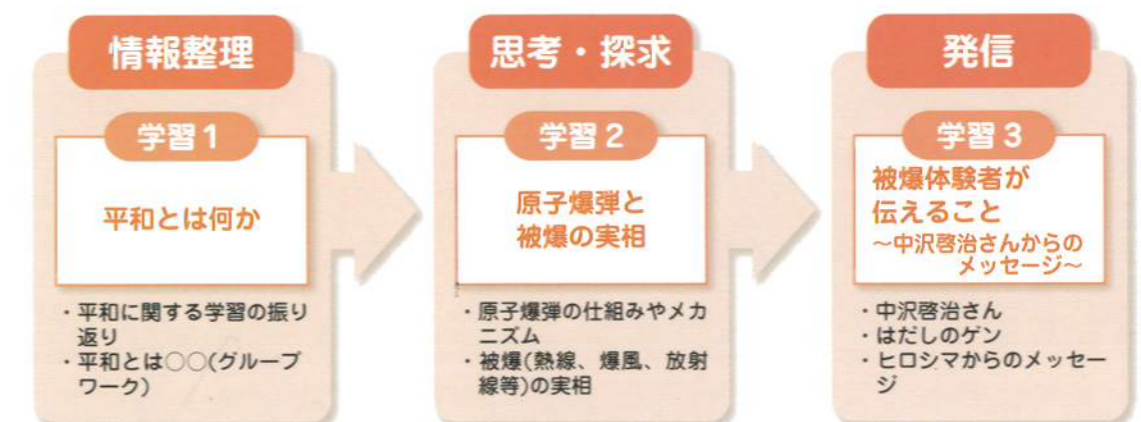 情報整理
学習1
平和とは何か
・平和に関する学習の振り
返り
・平和とは○○(グループ
ワーク)
思考・探求
学習2
原子爆弾と
被爆の実相
・原子爆弾の仕組みやメカ
ニズム
・被爆(熱線、爆風、放射
線等)の実相
発信
学習3
被爆体験者が
伝えること
～中沢啓治さんからの
メッセージ～
・中沢啓治さん
・はだしのゲン
・ヒロシマからのメッセー
ジ